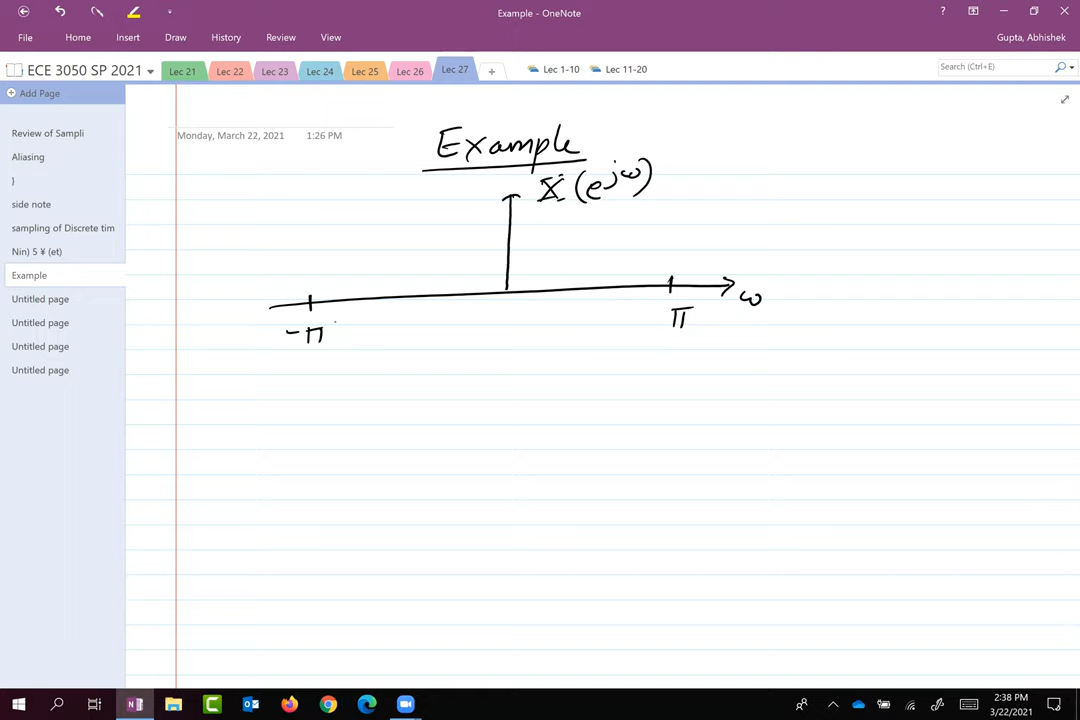 Example - OneNote
Gupta, Abhishek
File Home Insert Draw History Review View
ECE 3050 SP 2021
Lec 21 Lec 22 Lec 23 Lec 24 Lec 25 Lec 26 Lec 27 Lec 1-10 Lec 11-20
Search (Ctrl+E)
Add Page
Review of Sampli
Aliasing
}
side note
sampling of Discrete tim
Nin) 5 ¥ (et)
Example
Untitled page
Untitled page
Untitled page
Untitled page
Monday, March 22, 2021 1:26 PM
Example
X(e^jω)
ω
-π
π
2:38 PM
3/22/2021